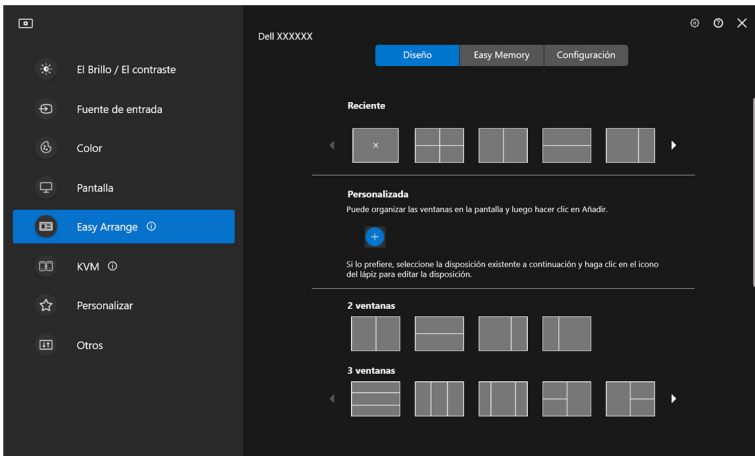 Dell XXXXXX
Diseño
Easy Memory
Configuración
El Brillo / El contraste
Fuente de entrada
Color
Pantalla
Easy Arrange
KVM
Personalizar
Otros
Reciente
Personalizada
Puede organizar las ventanas en la pantalla y luego hacer clic en Añadir.
Si lo prefiere, seleccione la disposición existente a continuación y haga clic en el icono
del lápiz para editar la disposición.
2 ventanas
3 ventanas